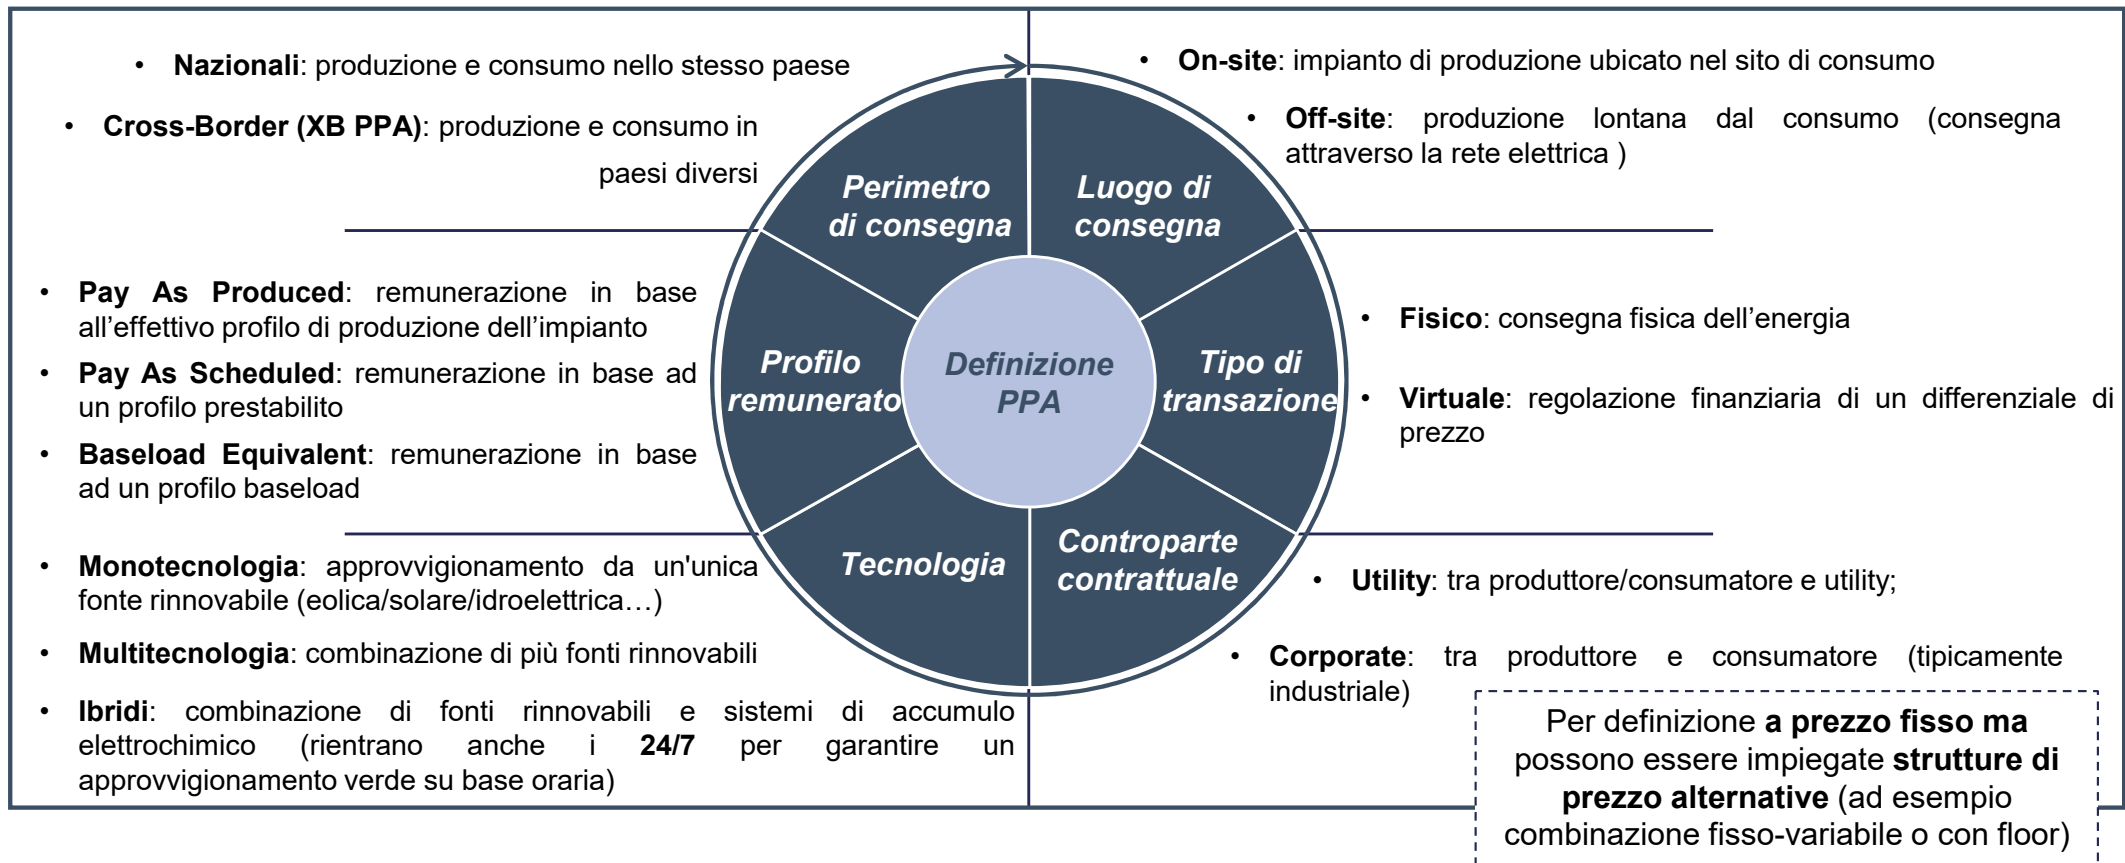 • Nazionali: produzione e consumo nello stesso paese
• Cross-Border (XB PPA): produzione e consumo in
paesi diversi
• On-site: impianto di produzione ubicato nel sito di consumo
• Off-site: produzione lontana dal consumo (consegna
attraverso la rete elettrica )
Perimetro
di consegna
Luogo di
consegna
• Pay As Produced: remunerazione in base
all’effettivo profilo di produzione dell’impianto
• Pay As Scheduled: remunerazione in base ad
un profilo prestabilito
• Baseload Equivalent: remunerazione in base
ad un profilo baseload
Profilo
remunerato
Definizione
PPA
Tipo di
transazione
• Fisico: consegna fisica dell’energia
• Virtuale: regolazione finanziaria di un differenziale di
prezzo
Tecnologia
Controparte
contrattuale
• Monotecnologia: approvvigionamento da un'unica
fonte rinnovabile (eolica/solare/idroelettrica…)
• Multitecnologia: combinazione di più fonti rinnovabili
• Ibridi: combinazione di fonti rinnovabili e sistemi di accumulo
elettrochimico (rientrano anche i 24/7 per garantire un
approvvigionamento verde su base oraria)
• Utility: tra produttore/consumatore e utility;
• Corporate: tra produttore e consumatore (tipicamente
industriale)
Per definizione a prezzo fisso ma
possono essere impiegate strutture di
prezzo alternative (ad esempio
combinazione fisso-variabile o con floor)